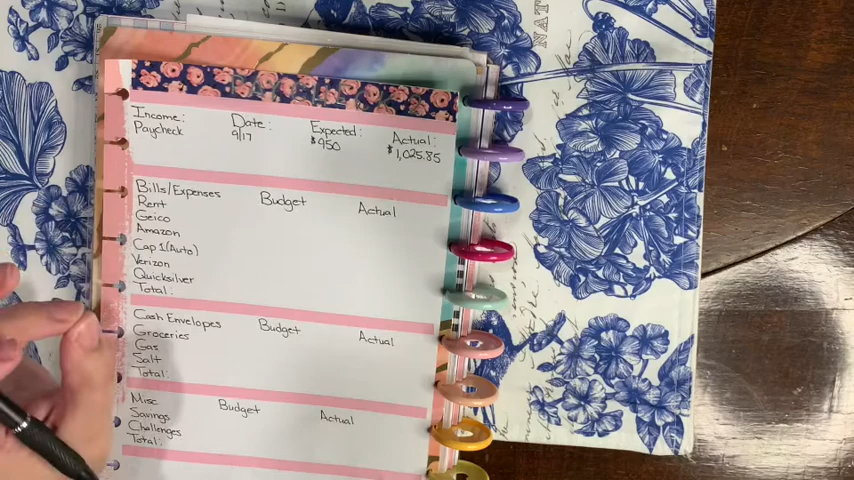 Income: Date: Expected: Actual:
Paycheck 9/17 $950 $1,025.85
Bills/Expenses Budget Actual
Rent
Geico
Amazon
Cap 1 (Auto)
Verizon
Quicksilver
Total:
Cash Envelopes Budget Actual
Groceries
Gas
Salt
Total:
Misc Budget Actual
Savings
Challenges
Total:
NAT